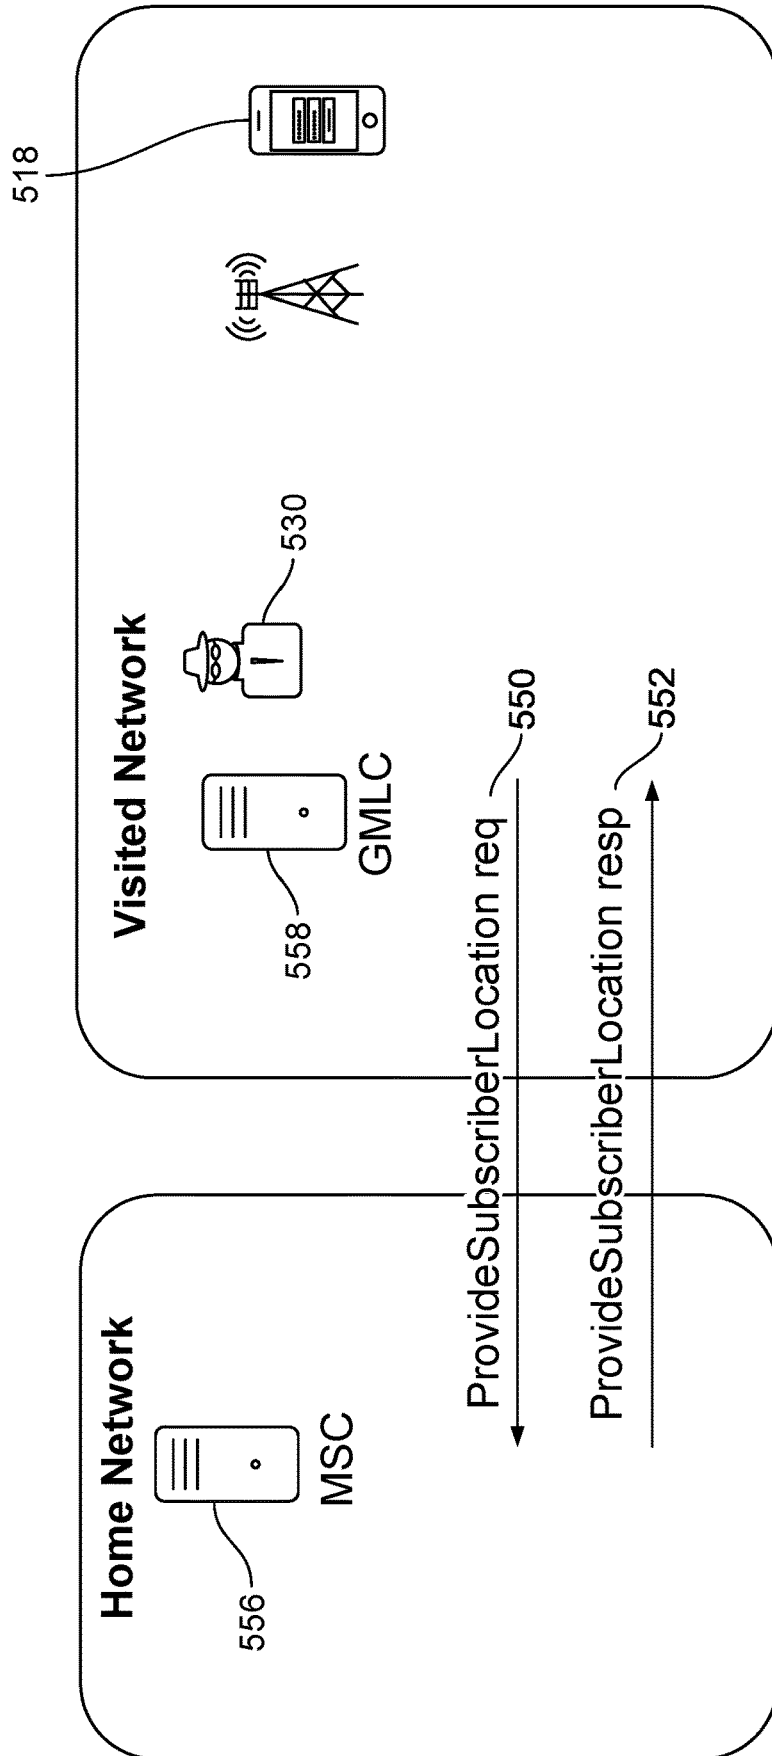 Home Network
556
MSC
Visited Network
558
GMLC
530
518
ProvideSubscriberLocation req
550
ProvideSubscriberLocation resp
552